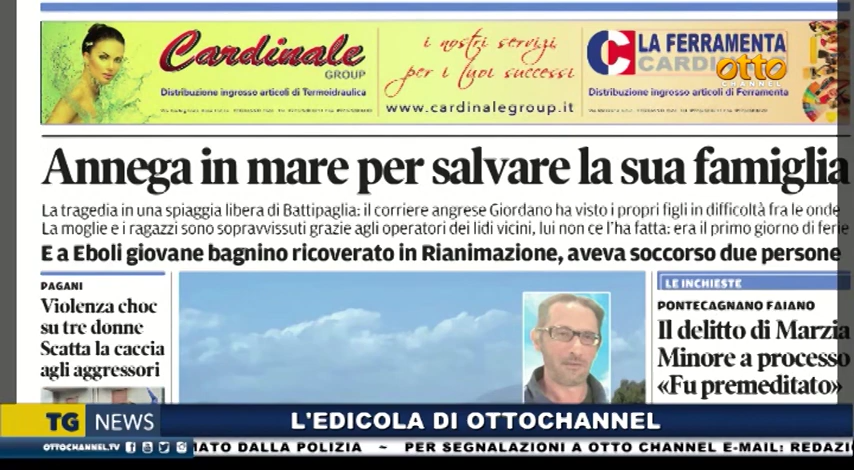 Cardinale
GROUP
Distribuzione ingrosso articoli di Termoidraulica
i nostri servizi,
per i tuoi successi
www.cardinalegroup.it
C
LA FERRAMENTA
CARDI
otto
CHANNEL
Distribuzione ingrosso articoli di Ferramenta
Annega in mare per salvare la sua famiglia
La tragedia in una spiaggia libera di Battipaglia: il corriere angrese Giordano ha visto i propri figli in difficoltà fra le onde
La moglie e i ragazzi sono sopravvissuti grazie agli operatori dei lidi vicini, lui non ce l'ha fatta: era il primo giorno di ferie
E a Eboli giovane bagnino ricoverato in Rianimazione, aveva soccorso due persone
PAGANI
Violenza choc
su tre donne
Scatta la caccia
agli aggressori
LE INCHIESTE
PONTECAGNANO FAIANO
Il delitto di Marzia
Minore a processo
«Fu premeditato»
TG NEWS
L'EDICOLA DI OTTOCHANNEL
OTTOCHANNEL.TV
MATO DALLA POLIZIA ~ PER SEGNALAZIONI A OTTO CHANNEL E-MAIL: REDAZI